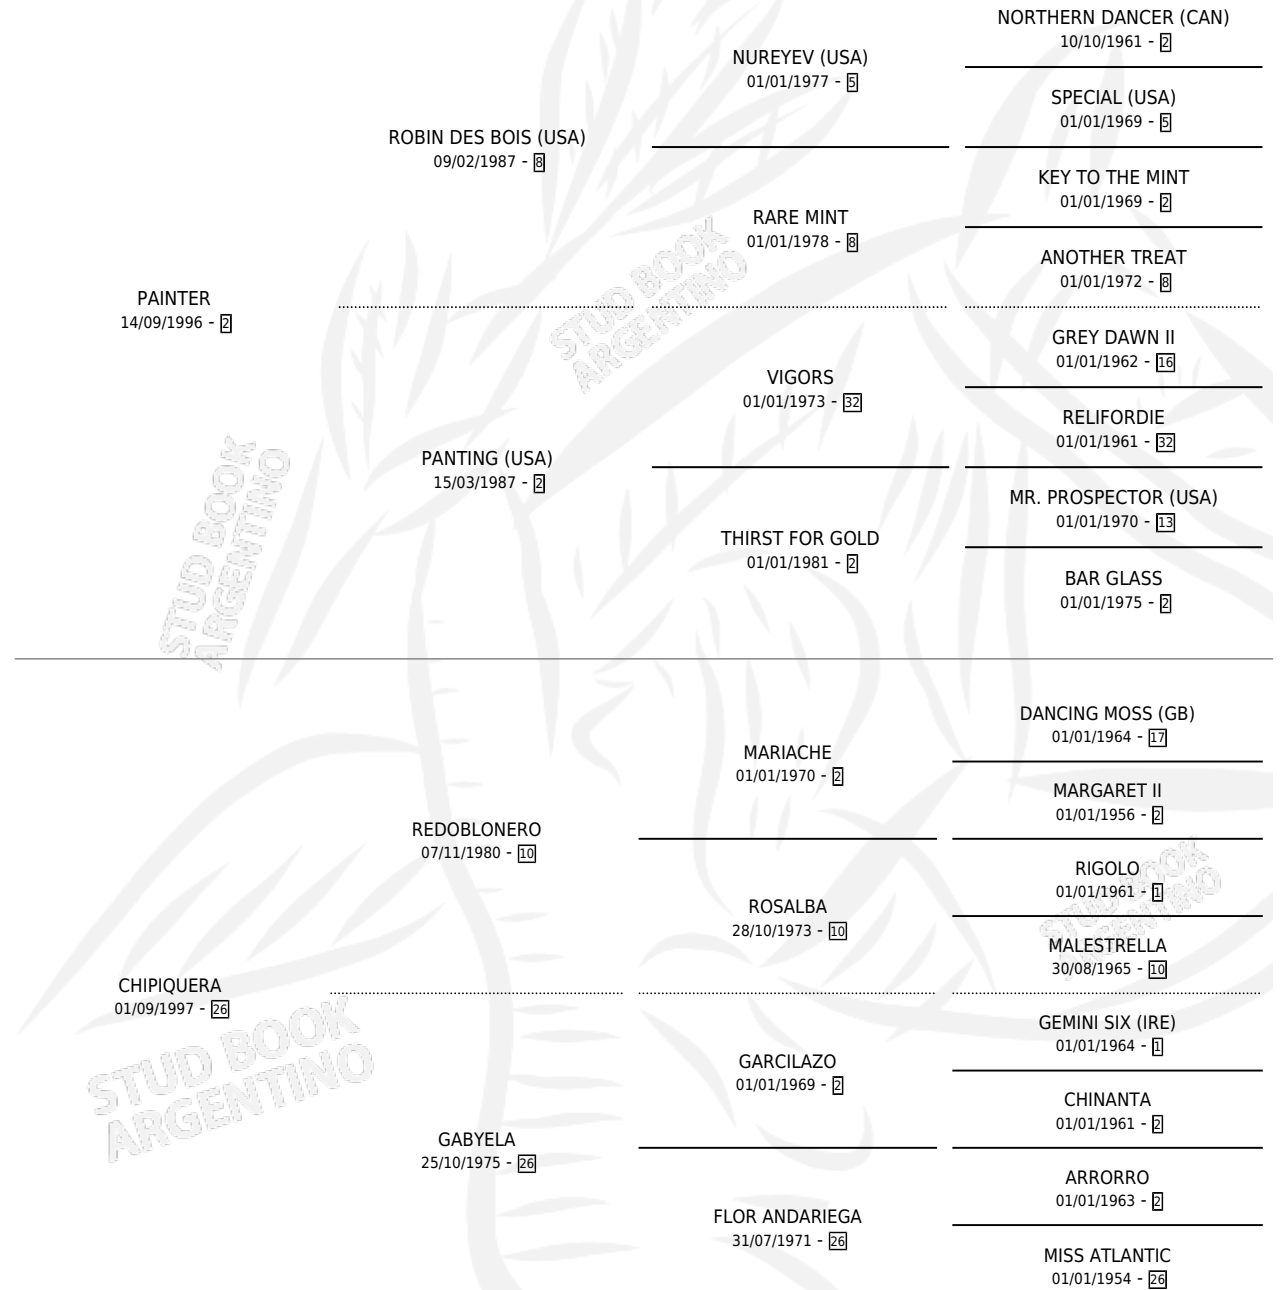 NORTHERN DANCER (CAN)
10/10/1961 - 2
NUREYEV (USA)
01/01/1977 - 5
SPECIAL (USA)
01/01/1969 - 5
ROBIN DES BOIS (USA)
09/02/1987 - 8
KEY TO THE MINT
01/01/1969 - 2
RARE MINT
01/01/1978 - 8
ANOTHER TREAT
01/01/1972 - 8
PAINTER
14/09/1996 - 2
GREY DAWN II
01/01/1962 - 16
VIGORS
01/01/1973 - 32
RELIFORDIE
01/01/1961 - 32
PANTING (USA)
15/03/1987 - 2
MR. PROSPECTOR (USA)
01/01/1970 - 13
THIRST FOR GOLD
01/01/1981 - 2
BAR GLASS
01/01/1975 - 2
DANCING MOSS (GB)
01/01/1964 - 17
MARIACHE
01/01/1970 - 2
MARGARET II
01/01/1956 - 2
REDOBLONERO
07/11/1980 - 10
RIGOLO
01/01/1961 - 1
ROSALBA
28/10/1973 - 10
MALESTRELLA
30/08/1965 - 10
CHIPIQUERA
01/09/1997 - 26
GEMINI SIX (IRE)
01/01/1964 - 1
GARCILAZO
01/01/1969 - 2
CHINANTA
01/01/1961 - 2
GABYELA
25/10/1975 - 26
ARRORRO
01/01/1963 - 2
FLOR ANDARIEGA
31/07/1971 - 26
MISS ATLANTIC
01/01/1954 - 26
STUD BOOK
ARGENTINO
STUD BOOK
ARGENTINO
STUD BOOK
ARGENTINO
STUD BOOK
ARGENTINO